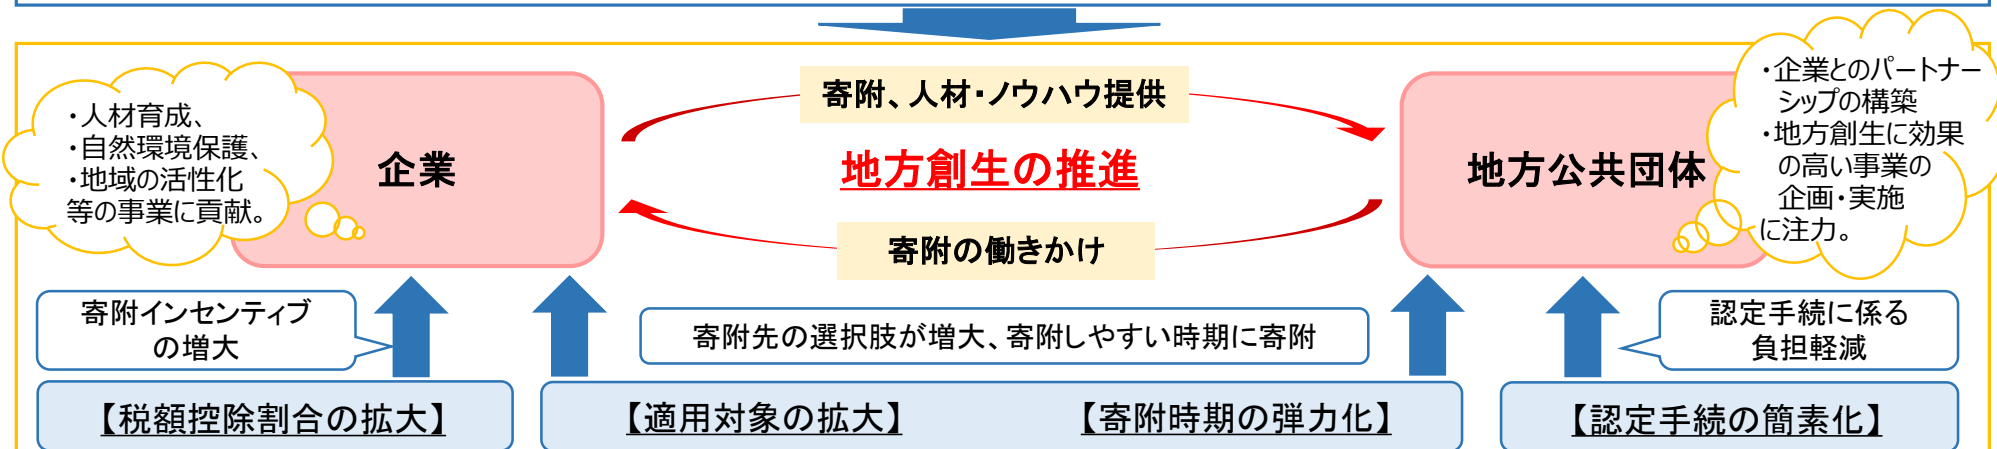 ・人材育成、
・自然環境保護、
・地域の活性化
等の事業に貢献。
企業
寄附、人材・ノウハウ提供
地方創生の推進
寄附の働きかけ
地方公共団体
・企業とのパートナー
シップの構築
・地方創生に効果
の高い事業の
企画・実施
に注力。
寄附インセンティブ
の増大
寄附先の選択肢が増大、寄附しやすい時期に寄附
認定手続に係る
負担軽減
【税額控除割合の拡大】
【適用対象の拡大】
【寄附時期の弾力化】
【認定手続の簡素化】